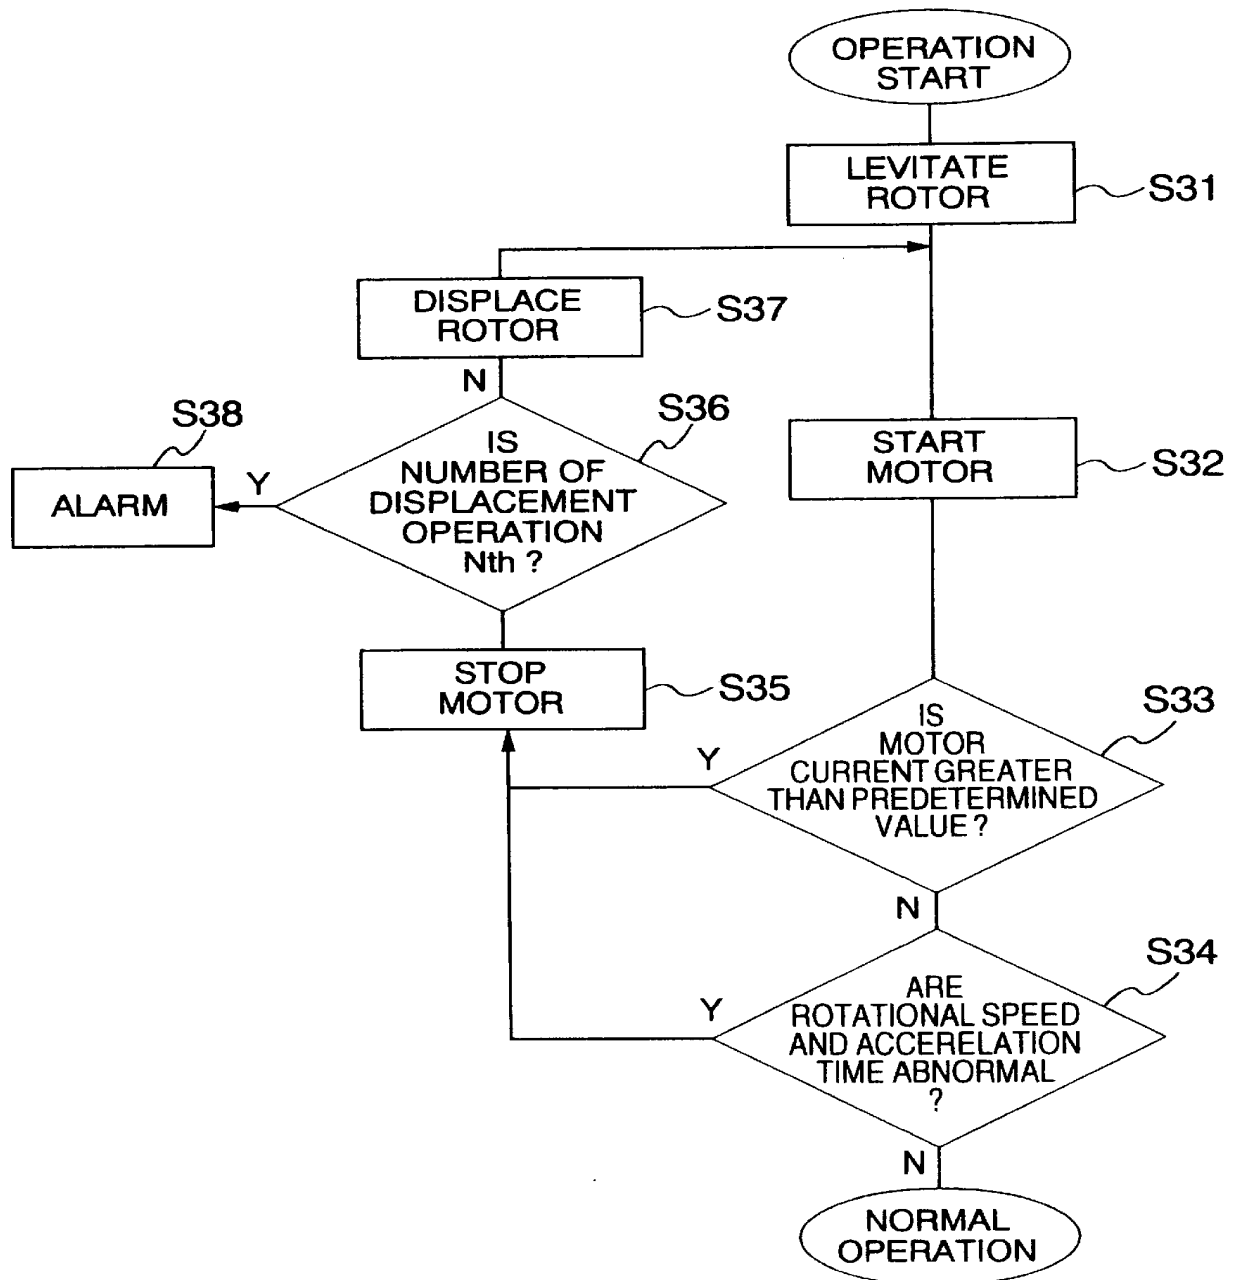 OPERATION
START
LEVITATE
ROTOR
S31
DISPLACE
ROTOR
S37
N
S38
S36
IS
NUMBER OF
DISPLACEMENT
OPERATION
Nth ?
Y
ALARM
START
MOTOR
S32
STOP
MOTOR
S35
S33
IS
MOTOR
CURRENT GREATER
THAN PREDETERMINED
VALUE ?
Y
N
S34
ARE
ROTATIONAL SPEED
AND ACCERELATION
TIME ABNORMAL
?
Y
N
NORMAL
OPERATION